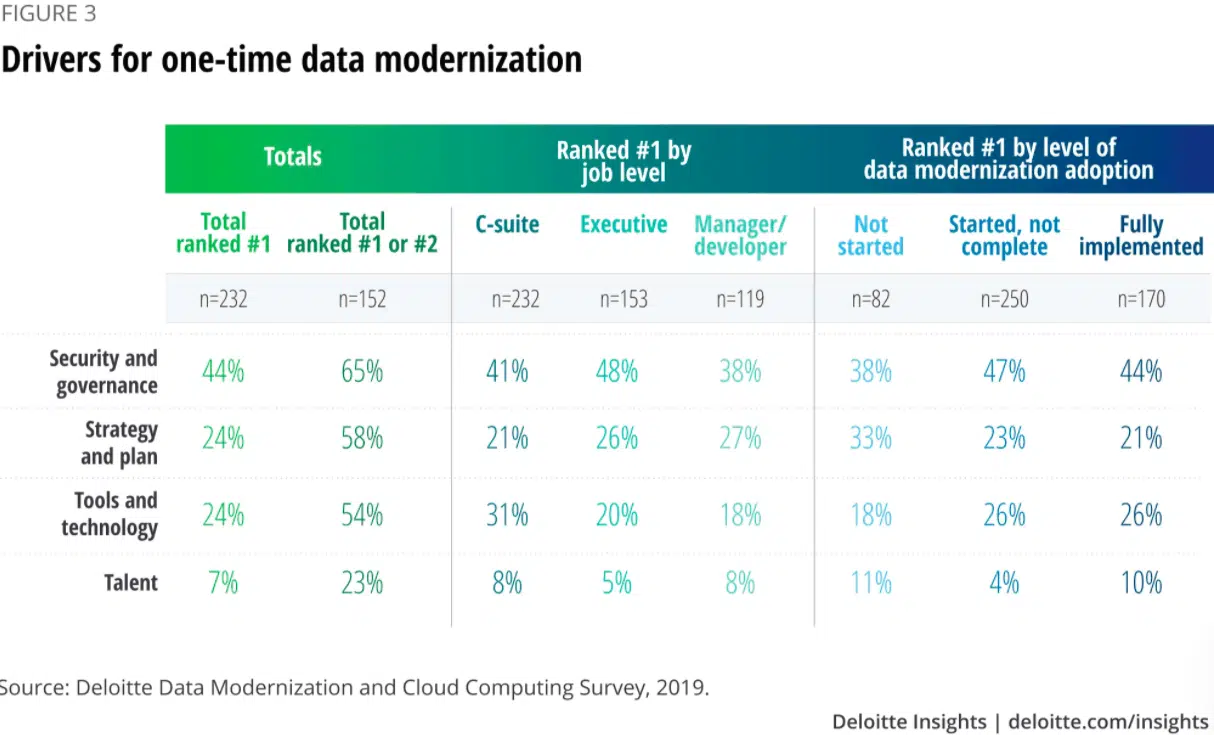 FIGURE 3
Drivers for one-time data modernization
Totals
Ranked #1 by
job level
Ranked #1 by level of
data modernization adoption
Total
ranked #1
Total
ranked #1 or #2
C-suite
Executive
Manager/
developer
Not
started
Started, not
complete
Fully
implemented
n=232 n=152 n=232 n=153 n=119 n=82 n=250 n=170
Security and
governance
44% 65% 41% 48% 38% 38% 47% 44%
Strategy
and plan
24% 58% 21% 26% 27% 33% 23% 21%
Tools and
technology
24% 54% 31% 20% 18% 18% 26% 26%
Talent 7% 23% 8% 5% 8% 11% 4% 10%
Source: Deloitte Data Modernization and Cloud Computing Survey, 2019.
Deloitte Insights | deloitte.com/insights